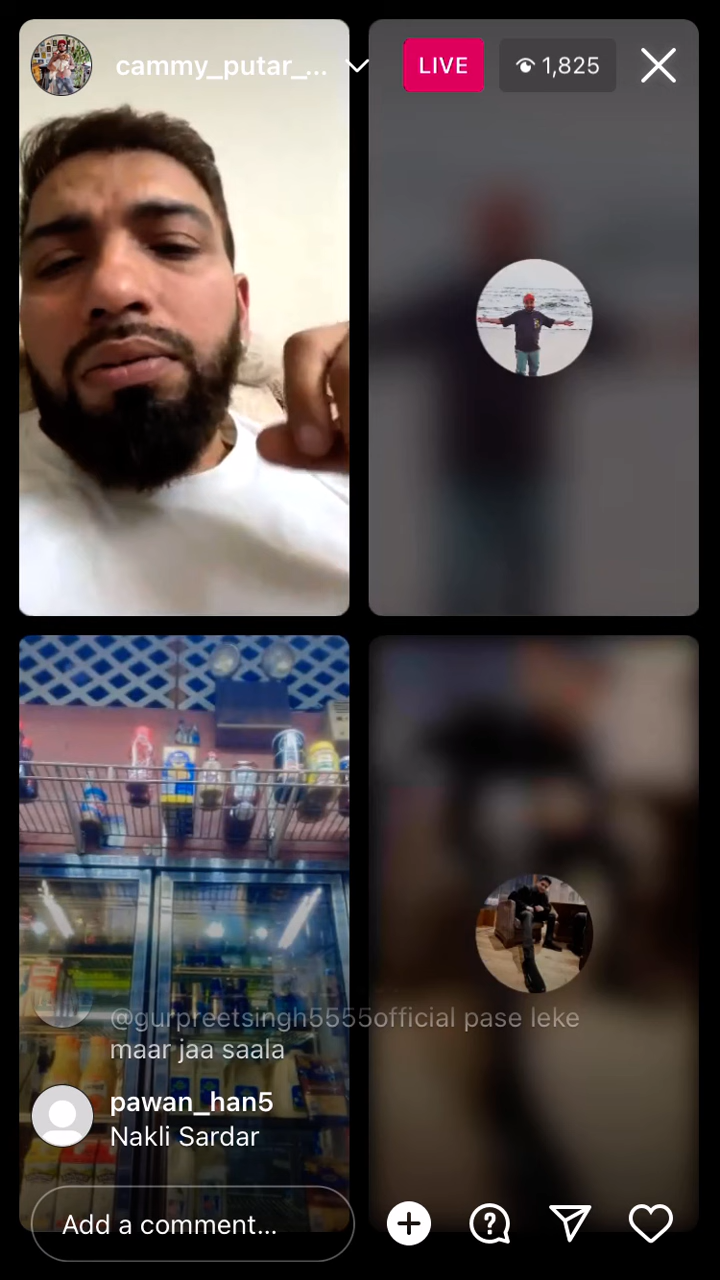 cammy_putar_...
LIVE
1,825
@gurpreetsingh5555official pase leke
maar jaa saala
pawan_han5
Nakli Sardar
Add a comment...